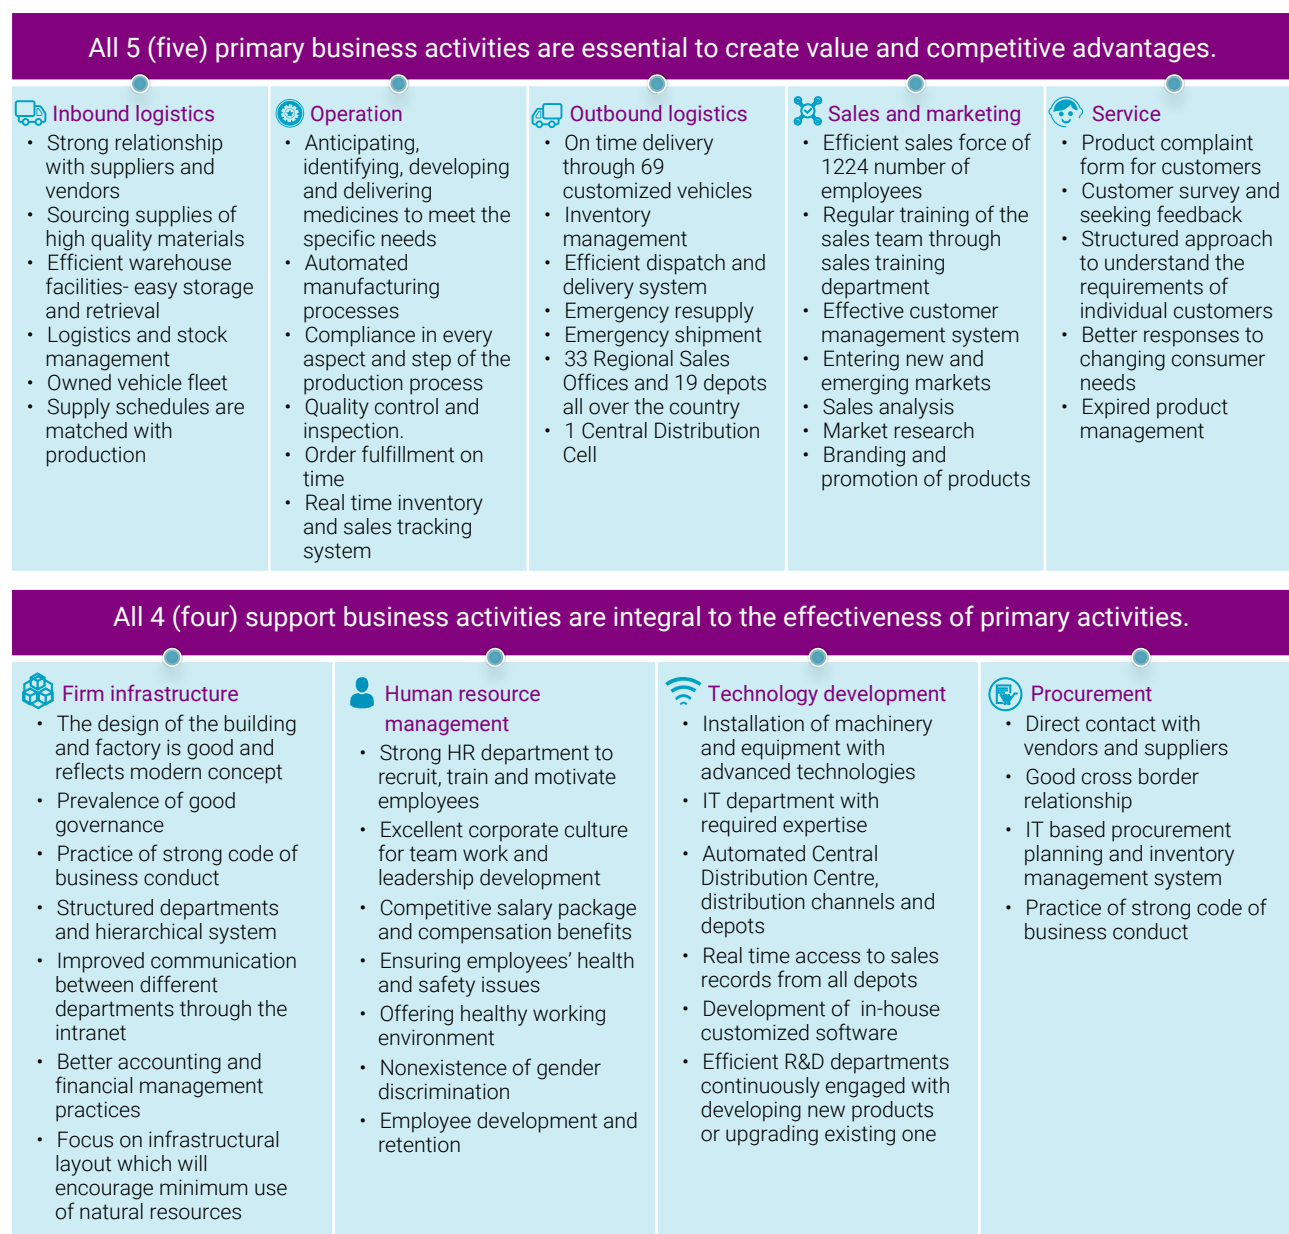 All 5 (five) primary business activities are essential to create value and competitive advantages.
Inbound logistics
• Strong relationship
with suppliers and
vendors
• Sourcing supplies of
high quality materials
• Efficient warehouse
facilities- easy storage
and retrieval
• Logistics and stock
management
• Owned vehicle fleet
• Supply schedules are
matched with
production
Operation
• Anticipating,
identifying, developing
and delivering
medicines to meet the
specific needs
• Automated
manufacturing
processes
• Compliance in every
aspect and step of the
production process
• Quality control and
inspection.
• Order fulfillment on
time
• Real time inventory
and sales tracking
system
Outbound logistics
• On time delivery
through 69
customized vehicles
• Inventory
management
• Efficient dispatch and
delivery system
• Emergency resupply
• Emergency shipment
• 33 Regional Sales
Offices and 19 depots
all over the country
• 1 Central Distribution
Cell
Sales and marketing
• Efficient sales force of
1224 number of
employees
• Regular training of the
sales team through
sales training
department
• Effective customer
management system
• Entering new and
emerging markets
• Sales analysis
• Market research
• Branding and
promotion of products
Service
• Product complaint
form for customers
• Customer survey and
seeking feedback
• Structured approach
to understand the
requirements of
individual customers
• Better responses to
changing consumer
needs
• Expired product
management
All 4 (four) support business activities are integral to the effectiveness of primary activities.
Firm infrastructure
• The design of the building
and factory is good and
reflects modern concept
• Prevalence of good
governance
• Practice of strong code of
business conduct
• Structured departments
and hierarchical system
• Improved communication
between different
departments through the
intranet
• Better accounting and
financial management
practices
• Focus on infrastructural
layout which will
encourage minimum use
of natural resources
Human resource
management
• Strong HR department to
recruit, train and motivate
employees
• Excellent corporate culture
for team work and
leadership development
• Competitive salary package
and compensation benefits
• Ensuring employees’ health
and safety issues
• Offering healthy working
environment
• Nonexistence of gender
discrimination
• Employee development and
retention
Technology development
• Installation of machinery
and equipment with
advanced technologies
• IT department with
required expertise
• Automated Central
Distribution Centre,
distribution channels and
depots
• Real time access to sales
records from all depots
• Development of in-house
customized software
• Efficient R&D departments
continuously engaged with
developing new products
or upgrading existing one
Procurement
• Direct contact with
vendors and suppliers
• Good cross border
relationship
• IT based procurement
planning and inventory
management system
• Practice of strong code of
business conduct